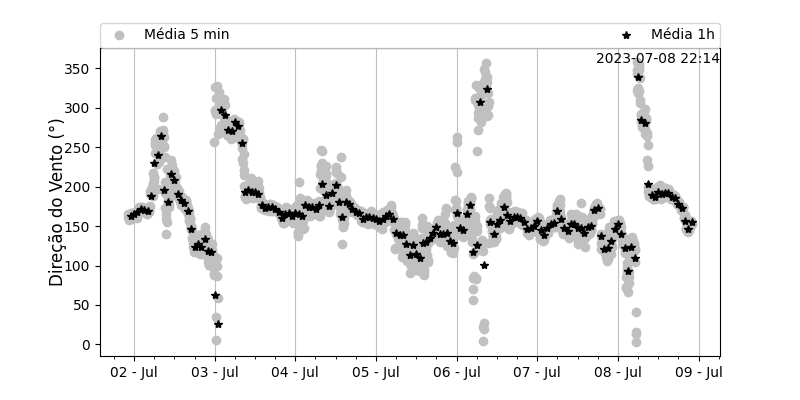 Média 5 min
Média 1h
2023-07-08 22:14
Direção do Vento (°)
350
300
250
200
150
100
50
0
02 - Jul
03 - Jul
04 - Jul
05 - Jul
06 - Jul
07 - Jul
08 - Jul
09 - Jul